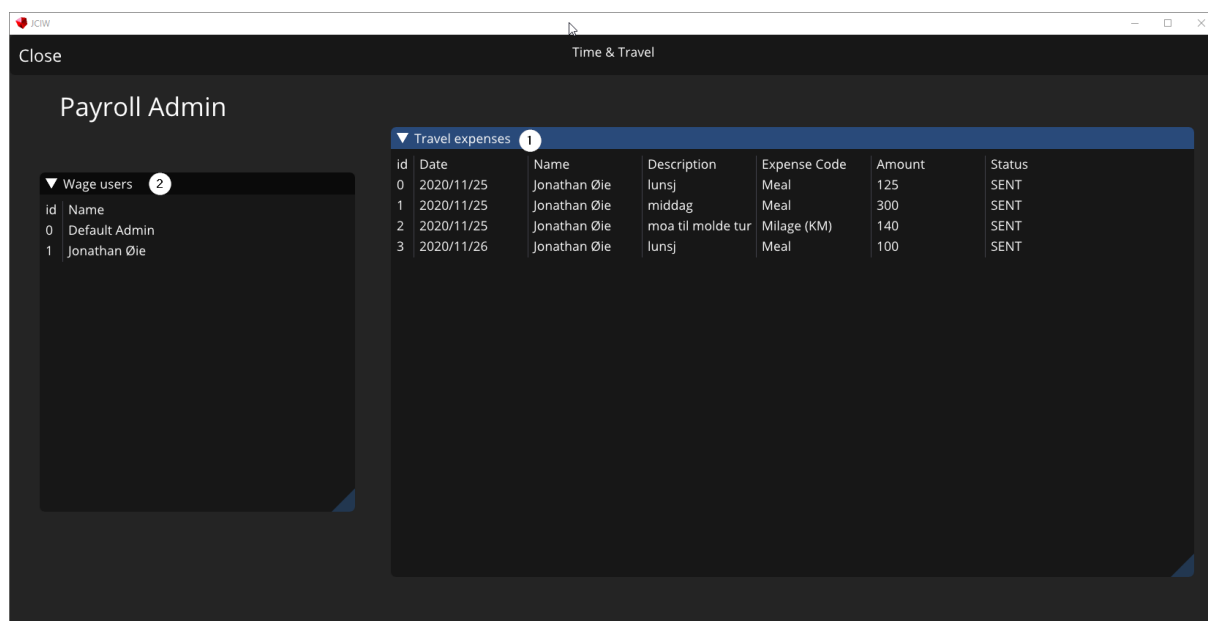 JCIW
Close
Time & Travel
Payroll Admin
Travel expenses 1
id Date Name Description Expense Code Amount Status
0 2020/11/25 Jonathan Øie lunsj Meal 125 SENT
1 2020/11/25 Jonathan Øie middag Meal 300 SENT
2 2020/11/25 Jonathan Øie moa til molde tur Milage (KM) 140 SENT
3 2020/11/26 Jonathan Øie lunsj Meal 100 SENT
Wage users 2
id Name
0 Default Admin
1 Jonathan Øie